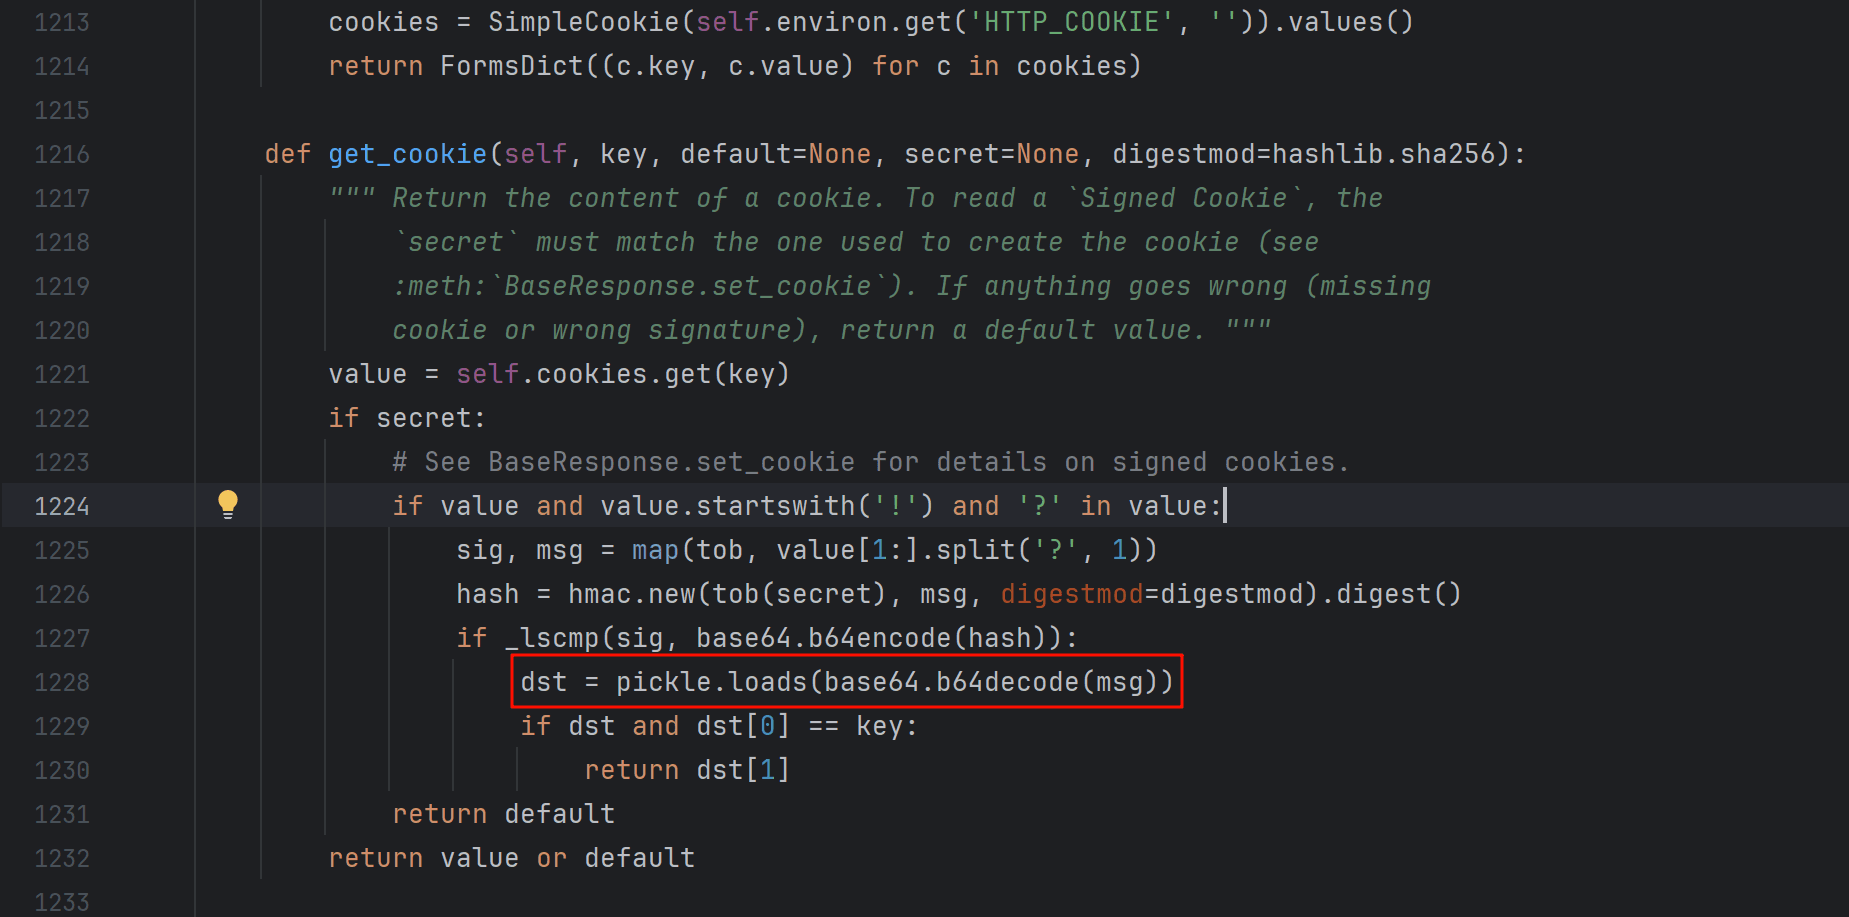 1213 cookies = SimpleCookie(self.environ.get('HTTP_COOKIE', '')).values()
1214 return FormsDict((c.key, c.value) for c in cookies)
1215
1216 def get_cookie(self, key, default=None, secret=None, digestmod=hashlib.sha256):
1217 """ Return the content of a cookie. To read a `Signed Cookie`, the
1218 `secret` must match the one used to create the cookie (see
1219 :meth:`BaseResponse.set_cookie`). If anything goes wrong (missing
1220 cookie or wrong signature), return a default value. """
1221 value = self.cookies.get(key)
1222 if secret:
1223 # See BaseResponse.set_cookie for details on signed cookies.
1224 if value and value.startswith('!') and '?' in value:
1225 sig, msg = map(tob, value[1:].split('?', 1))
1226 hash = hmac.new(tob(secret), msg, digestmod=digestmod).digest()
1227 if _lscmp(sig, base64.b64encode(hash)):
1228 dst = pickle.loads(base64.b64decode(msg))
1229 if dst and dst[0] == key:
1230 return dst[1]
1231 return default
1232 return value or default
1233